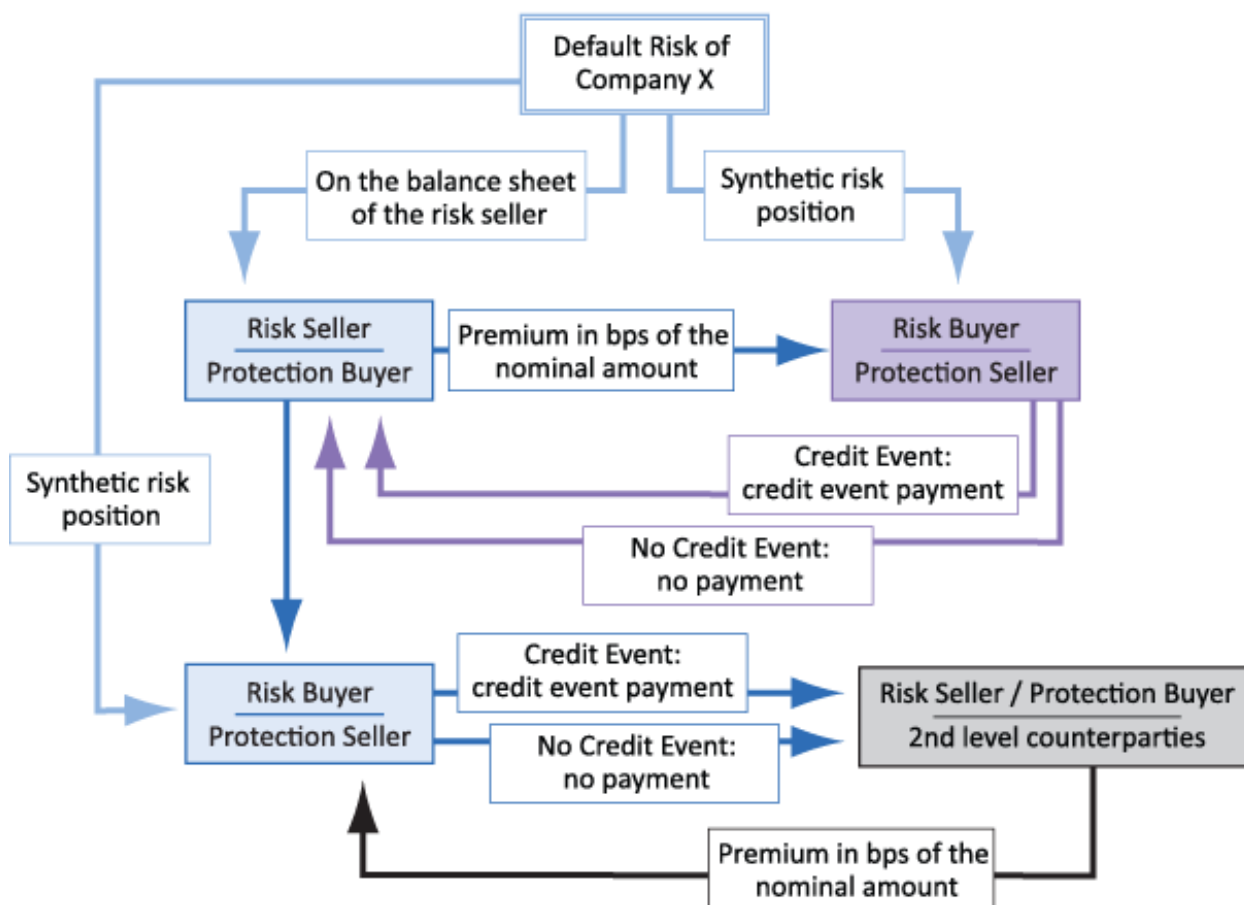 Default Risk of
Company X
On the balance sheet
of the risk seller
Synthetic risk
position
Risk Seller
Protection Buyer
Premium in bps of the
nominal amount
Risk Buyer
Protection Seller
Credit Event:
credit event payment
Synthetic risk
position
No Credit Event:
no payment
Risk Buyer
Protection Seller
Credit Event:
credit event payment
No Credit Event:
no payment
Risk Seller / Protection Buyer
2nd level counterparties
Premium in bps of the
nominal amount